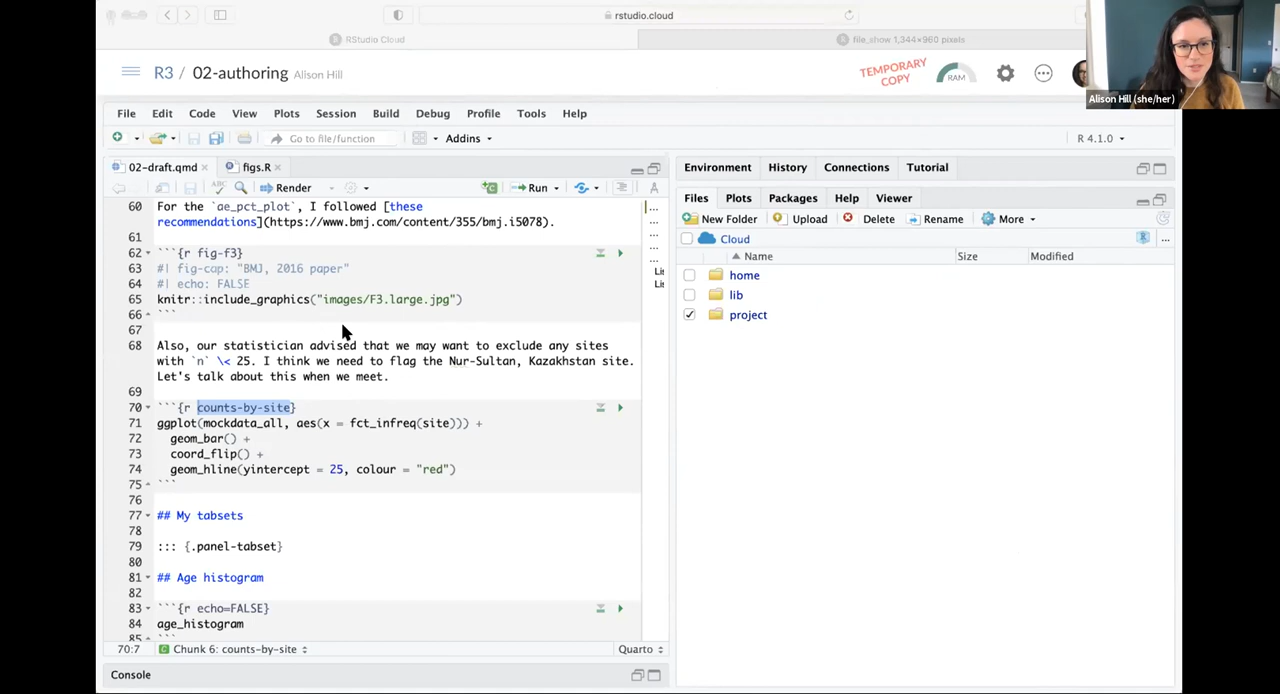 rstudio.cloud
RStudio Cloud
file_show 1,344×960 pixels
R3 / 02-authoring Alison Hill
TEMPORARY COPY
RAM
Alison Hill (she/her)
File Edit Code View Plots Session Build Debug Profile Tools Help
Go to file/function
Addins
R 4.1.0
02-draft.qmd
figs.R
Render
Run
60 For the `ae_pct_plot`, I followed [these
recommendations](https://www.bmj.com/content/355/bmj.i5078).
61
62 ```{r fig-f3}
63 #| fig-cap: "BMJ, 2016 paper"
64 #| echo: FALSE
65 knitr::include_graphics("images/F3.large.jpg")
66 ```
67
68 Also, our statistician advised that we may want to exclude any sites
with `n` \< 25. I think we need to flag the Nur-Sultan, Kazakhstan site.
Let's talk about this when we meet.
69
70 ```{r counts-by-site}
71 ggplot(mockdata_all, aes(x = fct_infreq(site))) +
72 geom_bar() +
73 coord_flip() +
74 geom_hline(yintercept = 25, colour = "red")
75 ```
76
77 ## My tabsets
78
79 ::: {.panel-tabset}
80
81 ## Age histogram
82
83 ```{r echo=FALSE}
84 age_histogram
85 ```
70:7 Chunk 6: counts-by-site Quarto
Console
Environment History Connections Tutorial
Files Plots Packages Help Viewer
New Folder Upload Delete Rename More
Cloud
Name Size Modified
home
lib
project